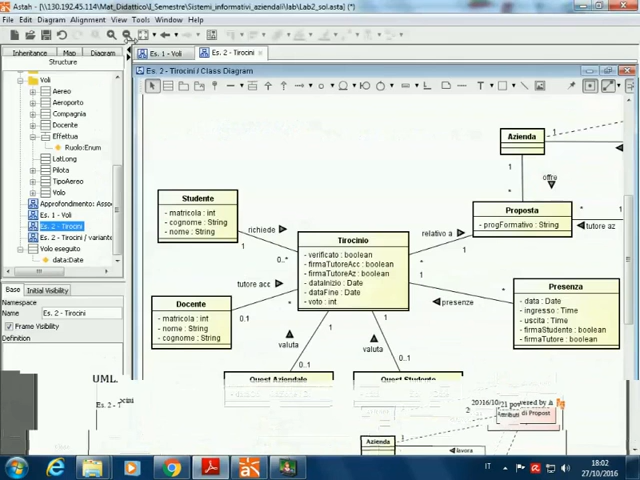 Astah - [\\130.192.45.114\Mat_Didattico\I_Semestre\Sistemi_informativi_aziendali\lab\Lab2_sol.asta] (*)
File Edit Diagram Alignment View Tools Window Help
Inheritance Map Diagram
Structure
Voli
Aereo
Aeroporto
Compagnia
Docente
Effettua
Ruolo:Enum
LatLong
Pilota
TipoAereo
Volo
Approfondimento: Assoc
Es. 1 - Voli
Es. 2 - Tirocini
Es. 2 - Tirocini / variante
Volo eseguito
data:Date
Base Initial Visibility
Namespace
Name Es. 2 - Tirocini
Frame Visibility
Definition
Es. 1 - Voli
Es. 2 - Tirocini
Es. 2 - Tirocini / Class Diagram
Azienda
1
1
offre
*
Studente
- matricola : int
- cognome : String
- nome : String
richiede
1
0..*
Tirocinio
- verificato : boolean
- firmaTutoreAcc : boolean
- firmaTutoreAz : boolean
- dataInizio : Date
- dataFine : Date
- voto : int
relativo a
*
1
Proposta
- progFormativo : String
*
tutore az
Docente
- matricola : int
- nome : String
- cognome : String
tutore acc
0.1
*
1
presenze
*
Presenza
- data : Date
- ingresso : Time
- uscita : Time
- firmaStudente : boolean
- firmaTutore : boolean
valuta
0..1
valuta
0..1
Quest Aziendale
Quest Studente
UML.
Es. 2 -
Azienda
1
lavora
IT
18:02
27/10/2016